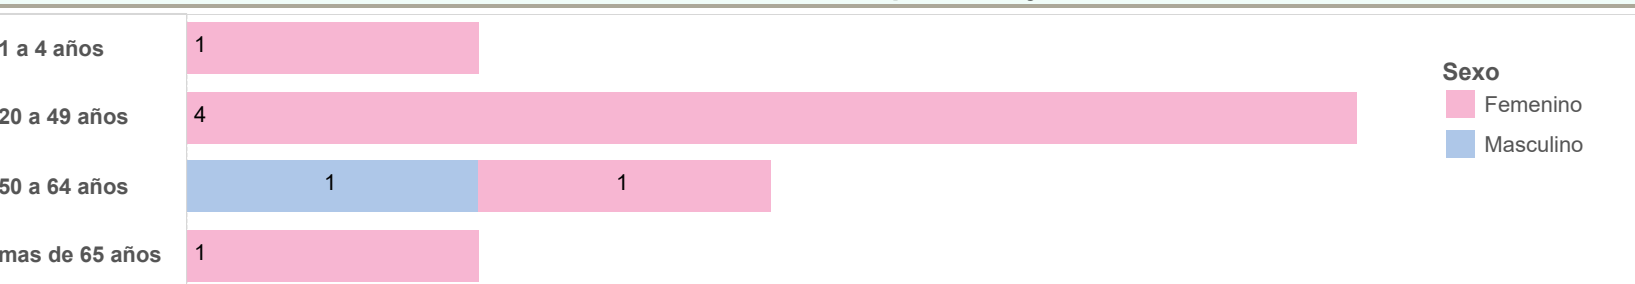 1 a 4 años
1
20 a 49 años
4
50 a 64 años
1
1
mas de 65 años
1
Sexo
Femenino
Masculino